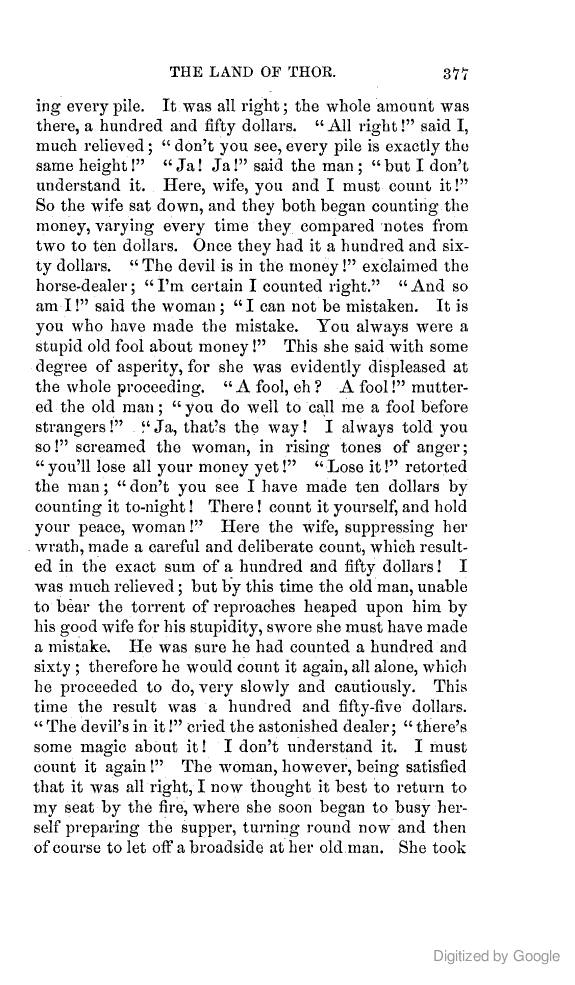 THE LAND OF THOR. 377
ing every pile. It was all right; the whole amount was
there, a hundred and fifty dollars. "All right!" said I,
much relieved; "don't you see, every pile is exactly the
same height!" "Ja! Ja!" said the man; "but I don't
understand it. Here, wife, you and I must count it!"
So the wife sat down, and they both began counting the
money, varying every time they compared notes from
two to ten dollars. Once they had it a hundred and six-
ty dollars. "The devil is in the money!" exclaimed the
horse-dealer; "I'm certain I counted right." "And so
am I!" said the woman; "I can not be mistaken. It is
you who have made the mistake. You always were a
stupid old fool about money!" This she said with some
degree of asperity, for she was evidently displeased at
the whole proceeding. "A fool, eh? A fool!" mutter-
ed the old man; "you do well to call me a fool before
strangers!" "Ja, that's the way! I always told you
so!" screamed the woman, in rising tones of anger;
"you'll lose all your money yet!" "Lose it!" retorted
the man; "don't you see I have made ten dollars by
counting it to-night! There! count it yourself, and hold
your peace, woman!" Here the wife, suppressing her
wrath, made a careful and deliberate count, which result-
ed in the exact sum of a hundred and fifty dollars! I
was much relieved; but by this time the old man, unable
to bear the torrent of reproaches heaped upon him by
his good wife for his stupidity, swore she must have made
a mistake. He was sure he had counted a hundred and
sixty; therefore he would count it again, all alone, which
he proceeded to do, very slowly and cautiously. This
time the result was a hundred and fifty-five dollars.
"The devil's in it!" cried the astonished dealer; "there's
some magic about it! I don't understand it. I must
count it again!" The woman, however, being satisfied
that it was all right, I now thought it best to return to
my seat by the fire, where she soon began to busy her-
self preparing the supper, turning round now and then
of course to let off a broadside at her old man. She took
Digitized by Google